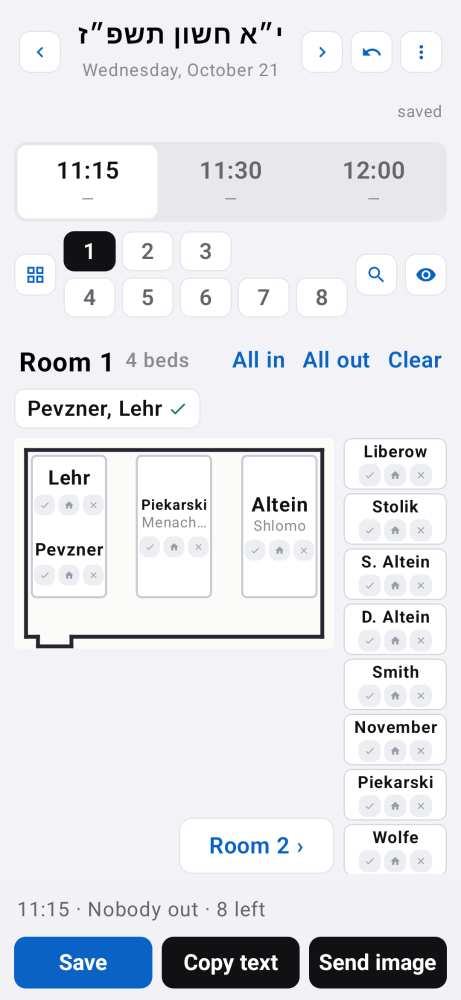 י״א חשון תשפ״ז
Wednesday, October 21
saved
11:15 11:30 12:00
– – –
1 2 3
4 5 6 7 8
Room 1 4 beds All in All out Clear
Pevzner, Lehr
Lehr
Pevzner
Piekarski
Menach...
Altein
Shlomo
Liberow
Stolik
S. Altein
D. Altein
Smith
November
Piekarski
Wolfe
Room 2 ›
11:15 · Nobody out · 8 left
Save Copy text Send image